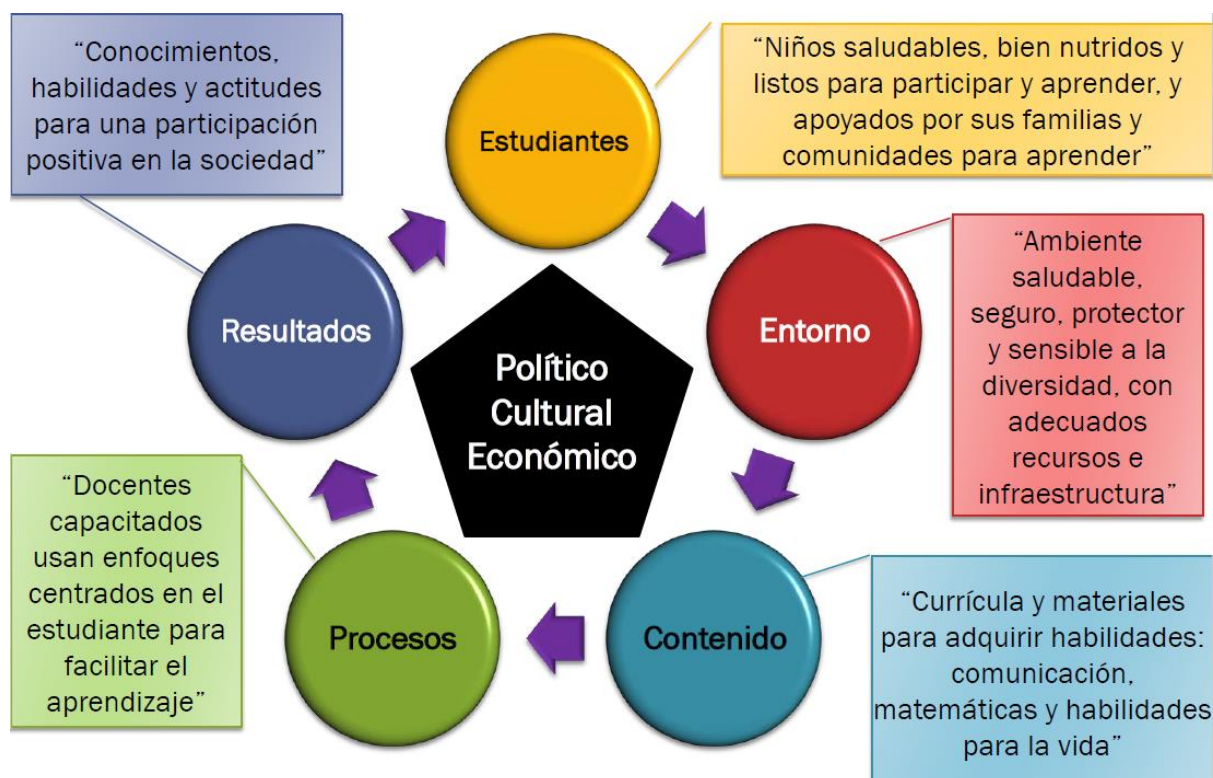 “Conocimientos,
habilidades y actitudes
para una participación
positiva en la sociedad”
Estudiantes
“Niños saludables, bien nutridos y
listos para participar y aprender, y
apoyados por sus familias y
comunidades para aprender”
Resultados
Entorno
“Ambiente
saludable,
seguro, protector
y sensible a la
diversidad, con
adecuados
recursos e
infraestructura”
Político
Cultural
Económico
“Docentes
capacitados
usan enfoques
centrados en el
estudiante para
facilitar el
aprendizaje”
Procesos
Contenido
“Currícula y materiales
para adquirir habilidades:
comunicación,
matemáticas y habilidades
para la vida”